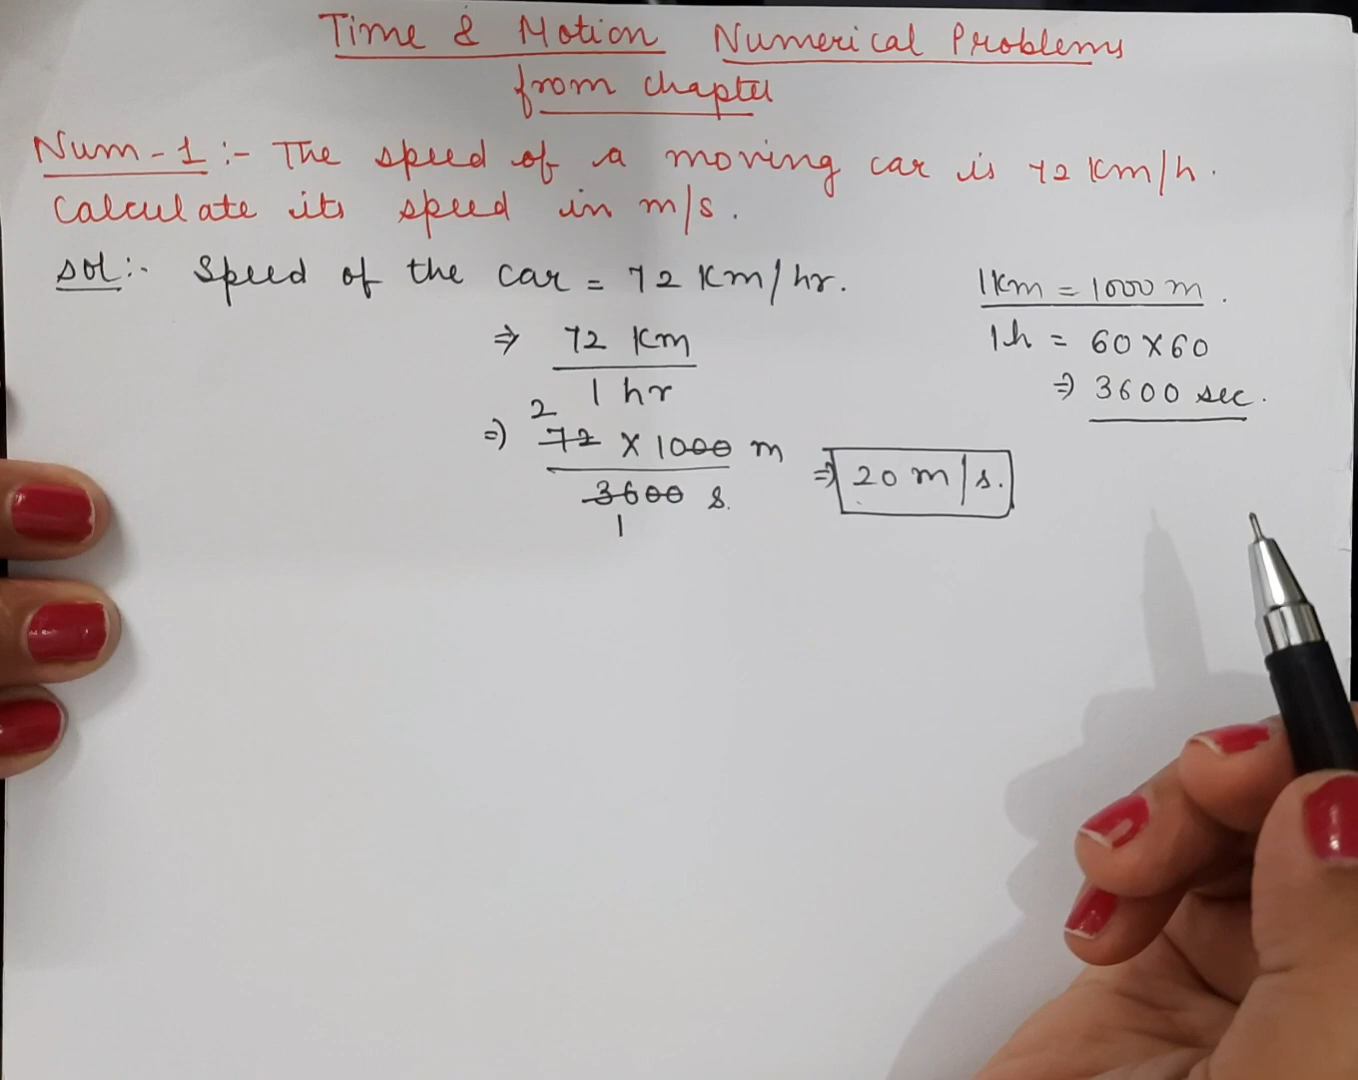 Time & Motion Numerical Problems
from chapter
Num-1:- The speed of a moving car is 72 Km/h.
Calculate its speed in m/s.
Sol:- Speed of the car = 72 Km/hr.
1Km = 1000 m.
⇒ 72 Km
1 hr
1h = 60 x 60
⇒ 3600 sec.
2
⇒ 72 x 1000 m
3600 s.
1
⇒ 20 m/s.